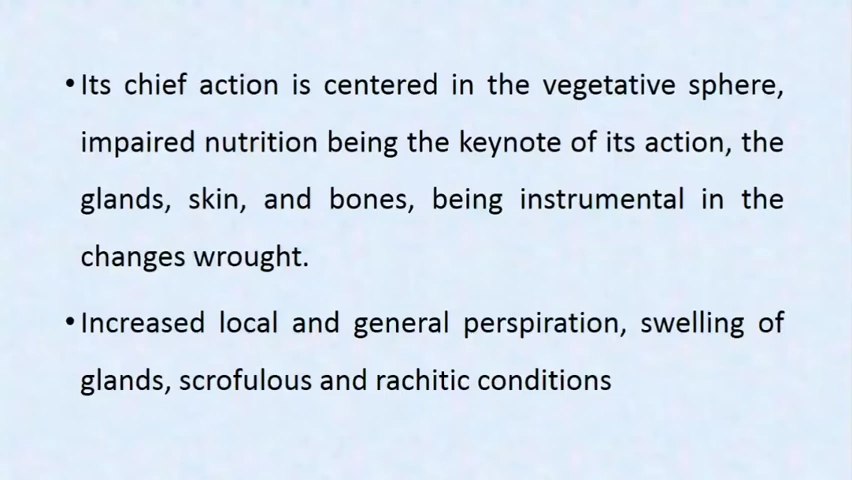 •Its chief action is centered in the vegetative sphere,
impaired nutrition being the keynote of its action, the
glands, skin, and bones, being instrumental in the
changes wrought.
•Increased local and general perspiration, swelling of
glands, scrofulous and rachitic conditions